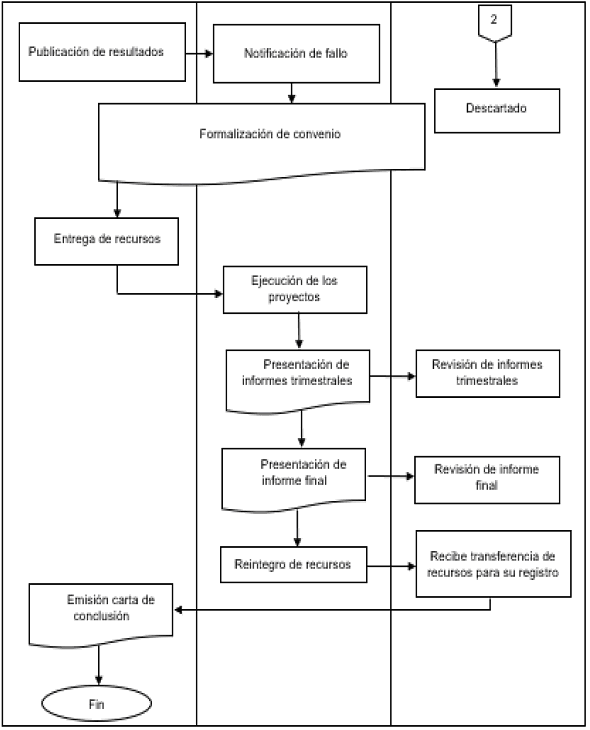 2
Publicación de resultados
Notificación de fallo
Descartado
Formalización de convenio
Entrega de recursos
Ejecución de los
proyectos
Presentación de
informes trimestrales
Revisión de informes
trimestrales
Presentación de
informe final
Revisión de informe
final
Reintegro de recursos
Recibe transferencia de
recursos para su registro
Emisión carta de
conclusión
Fin